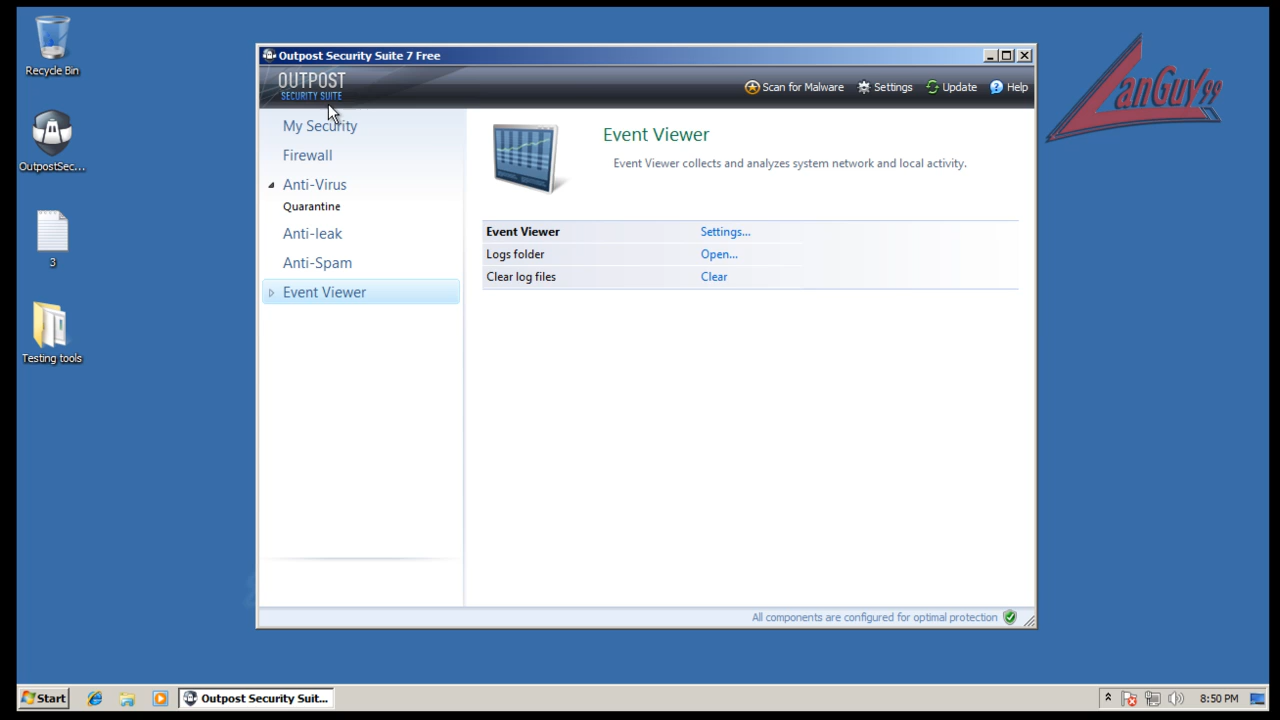 Recycle Bin
OutpostSec...
3
Testing tools
Outpost Security Suite 7 Free
OUTPOST
SECURITY SUITE
Scan for Malware
Settings
Update
Help
My Security
Firewall
Anti-Virus
Quarantine
Anti-leak
Anti-Spam
Event Viewer
Event Viewer
Event Viewer collects and analyzes system network and local activity.
Event Viewer Settings...
Logs folder Open...
Clear log files Clear
All components are configured for optimal protection
LanGuy99
Start
Outpost Security Suit...
8:50 PM